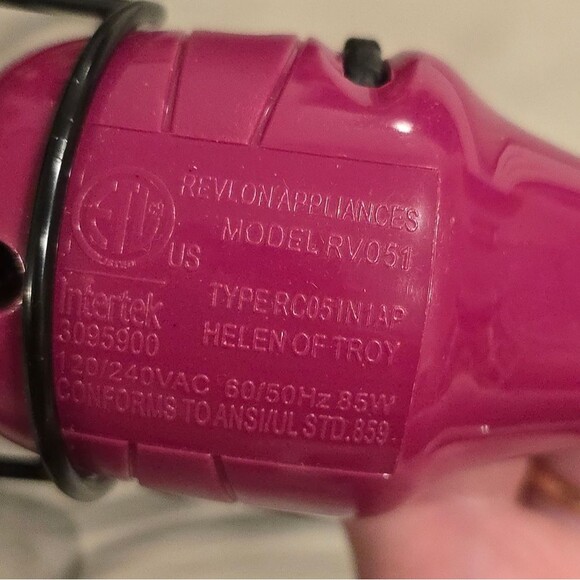 REVLON APPLIANCES
MODEL RV051
ETL
US
TYPE RC051N1AP
Intertek
3095900
HELEN OF TROY
120/240VAC 60/50Hz 85W
CONFORMS TO ANSI/UL STD.859